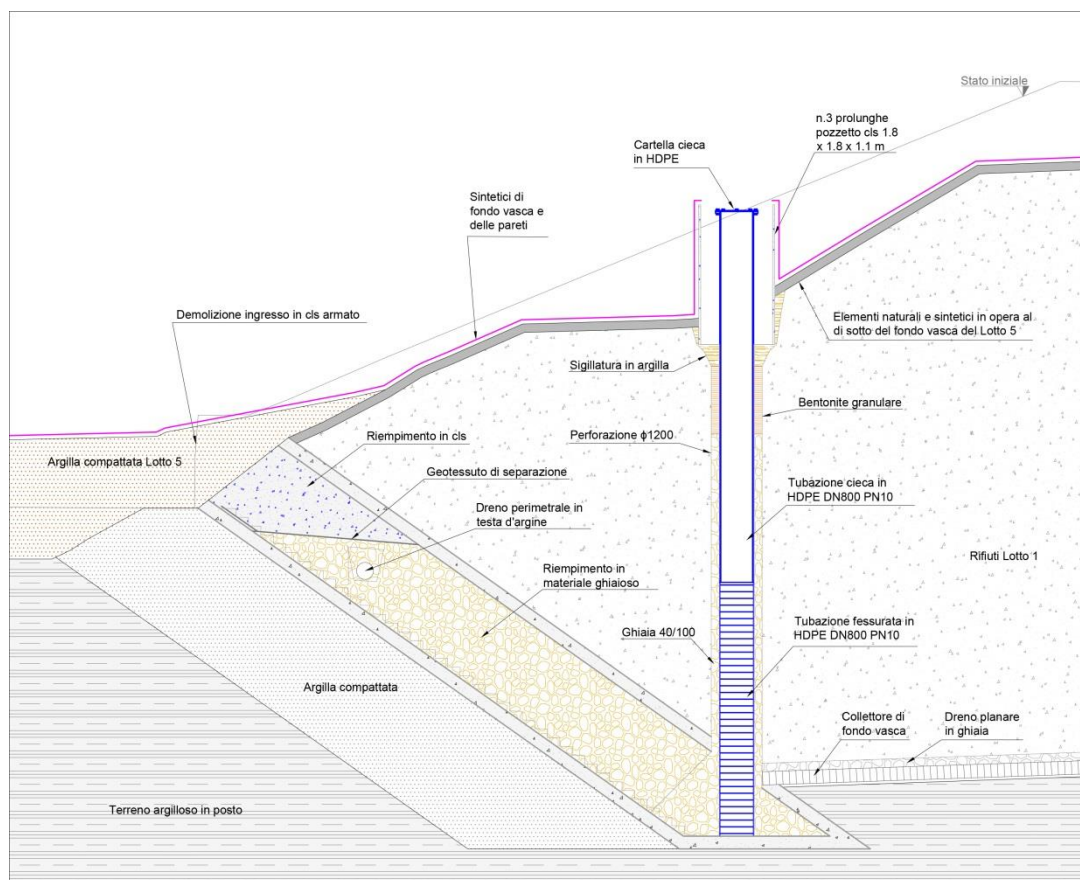 Stato iniziale
n.3 prolunghe
pozzetto cls 1.8
x 1.8 x 1.1 m
Cartella cieca
in HDPE
Sintetici di
fondo vasca e
delle pareti
Demolizione ingresso in cls armato
Elementi naturali e sintetici in opera al
di sotto del fondo vasca del Lotto 5
Sigillatura in argilla
Bentonite granulare
Riempimento in cls
Perforazione ϕ1200
Argilla compattata Lotto 5
Geotessuto di separazione
Tubazione cieca in
HDPE DN800 PN10
Dreno perimetrale in
testa d'argine
Rifiuti Lotto 1
Riempimento in
materiale ghiaioso
Ghiaia 40/100
Tubazione fessurata in
HDPE DN800 PN10
Argilla compattata
Collettore di
fondo vasca
Dreno planare
in ghiaia
Terreno argilloso in posto